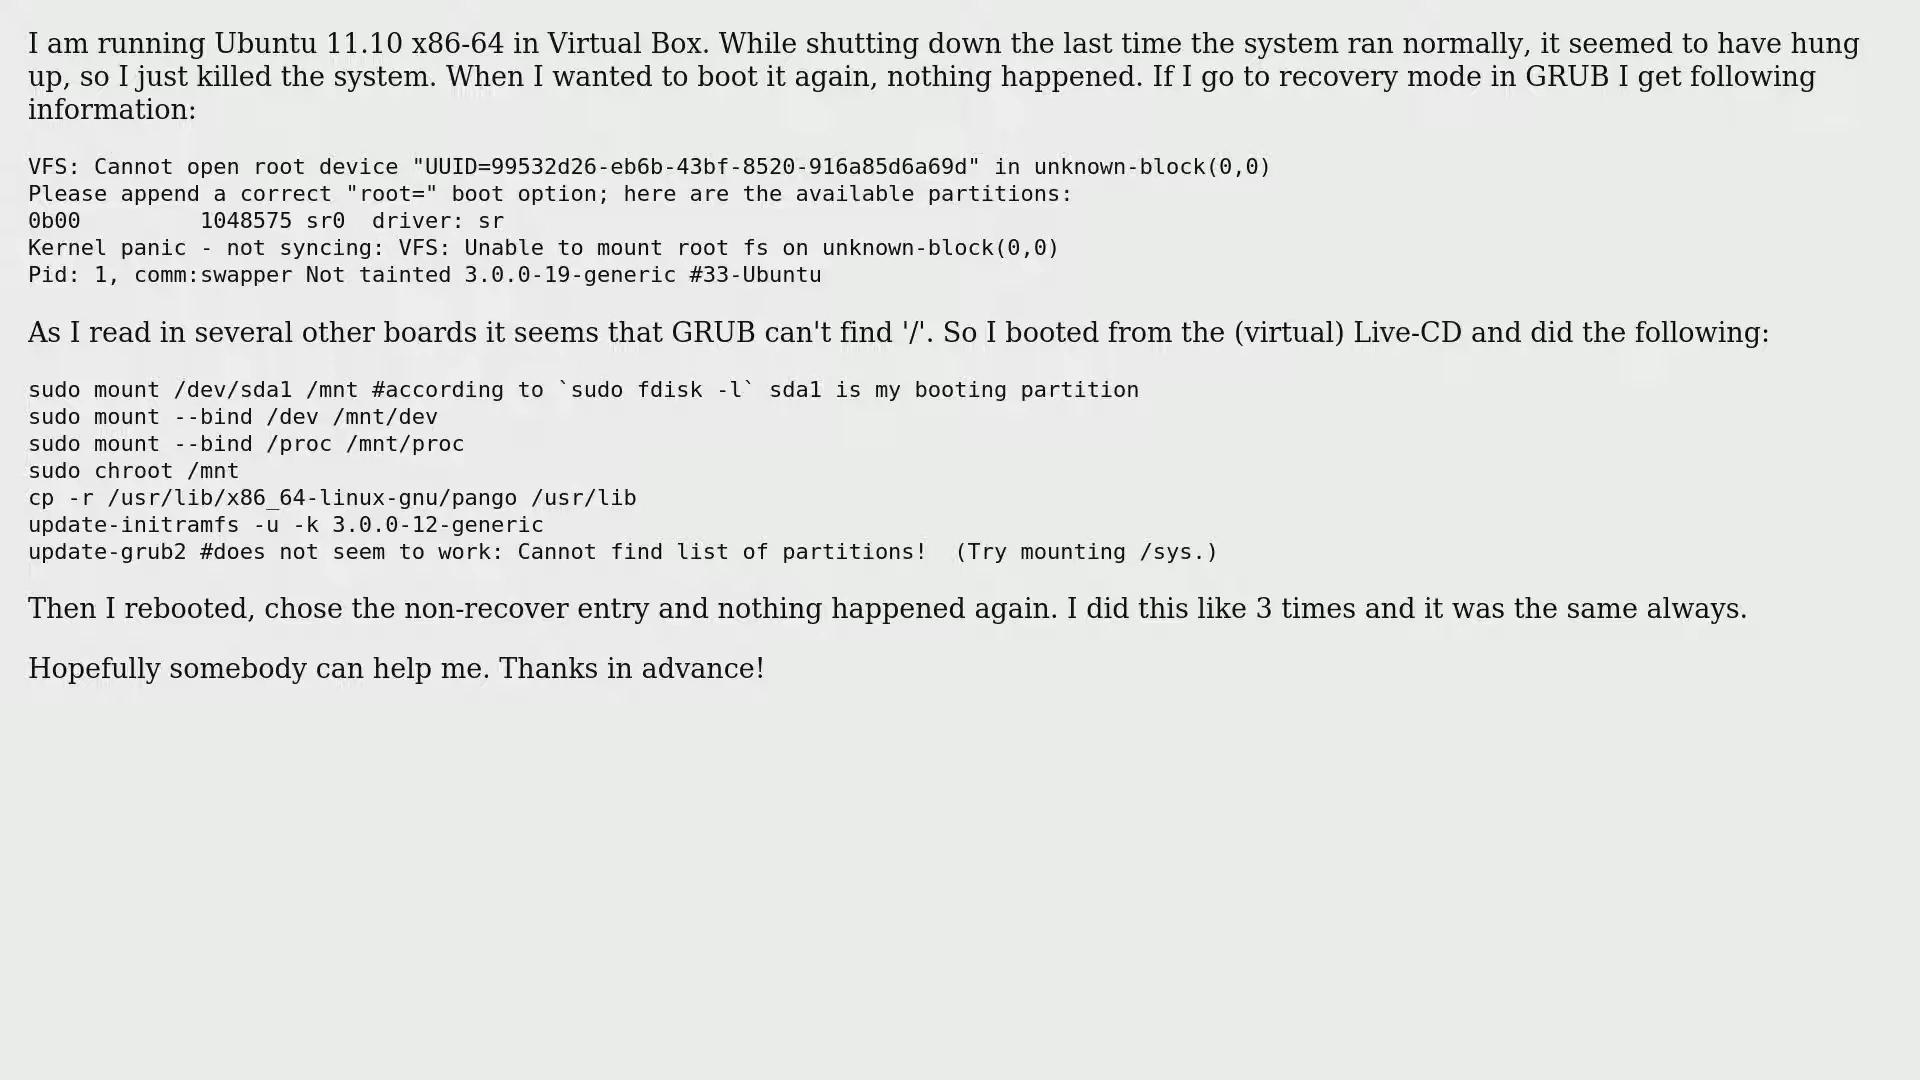 I am running Ubuntu 11.10 x86-64 in Virtual Box. While shutting down the last time the system ran normally, it seemed to have hung
up, so I just killed the system. When I wanted to boot it again, nothing happened. If I go to recovery mode in GRUB I get following
information:
VFS: Cannot open root device "UUID=99532d26-eb6b-43bf-8520-916a85d6a69d" in unknown-block(0,0)
Please append a correct "root=" boot option; here are the available partitions:
0b00         1048575 sr0  driver: sr
Kernel panic - not syncing: VFS: Unable to mount root fs on unknown-block(0,0)
Pid: 1, comm:swapper Not tainted 3.0.0-19-generic #33-Ubuntu
As I read in several other boards it seems that GRUB can't find '/'. So I booted from the (virtual) Live-CD and did the following:
sudo mount /dev/sda1 /mnt #according to `sudo fdisk -l` sda1 is my booting partition
sudo mount --bind /dev /mnt/dev
sudo mount --bind /proc /mnt/proc
sudo chroot /mnt
cp -r /usr/lib/x86_64-linux-gnu/pango /usr/lib
update-initramfs -u -k 3.0.0-12-generic
update-grub2 #does not seem to work: Cannot find list of partitions!  (Try mounting /sys.)
Then I rebooted, chose the non-recover entry and nothing happened again. I did this like 3 times and it was the same always.
Hopefully somebody can help me. Thanks in advance!